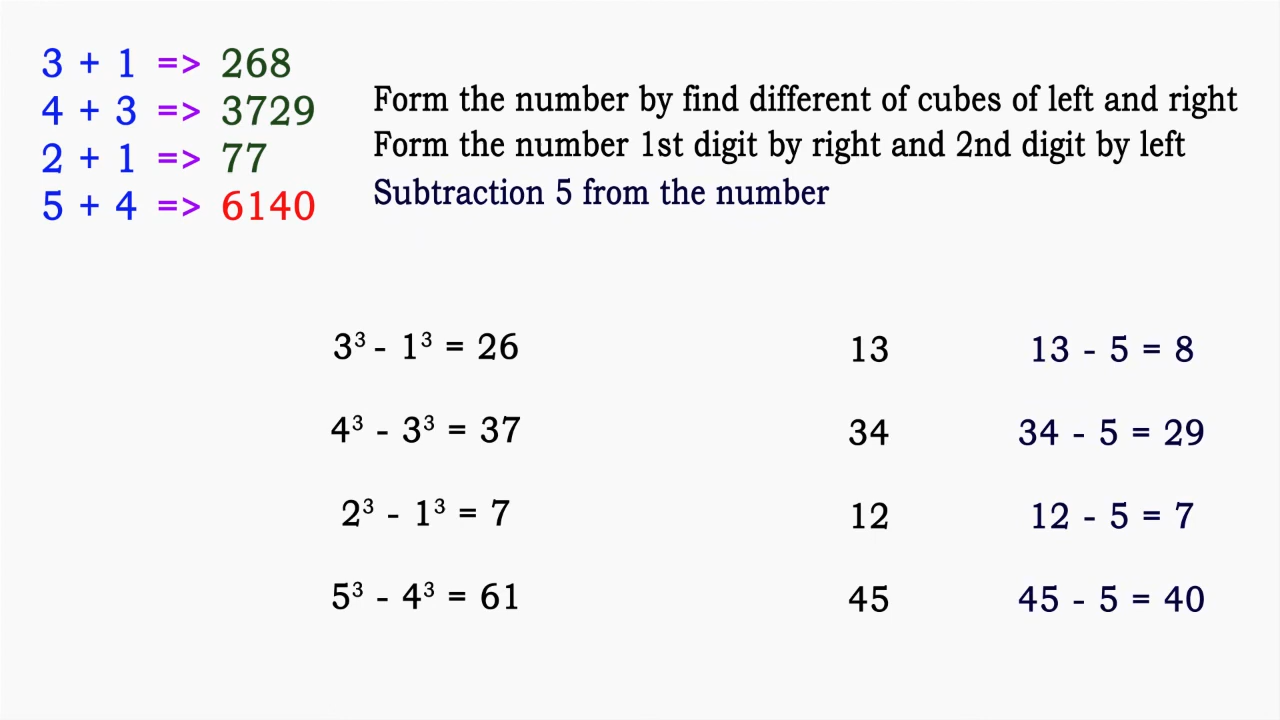 3 + 1 => 268
4 + 3 => 3729
2 + 1 => 77
5 + 4 => 6140
Form the number by find different of cubes of left and right
Form the number 1st digit by right and 2nd digit by left
Subtraction 5 from the number
3³ - 1³ = 26 13 13 - 5 = 8
4³ - 3³ = 37 34 34 - 5 = 29
2³ - 1³ = 7 12 12 - 5 = 7
5³ - 4³ = 61 45 45 - 5 = 40